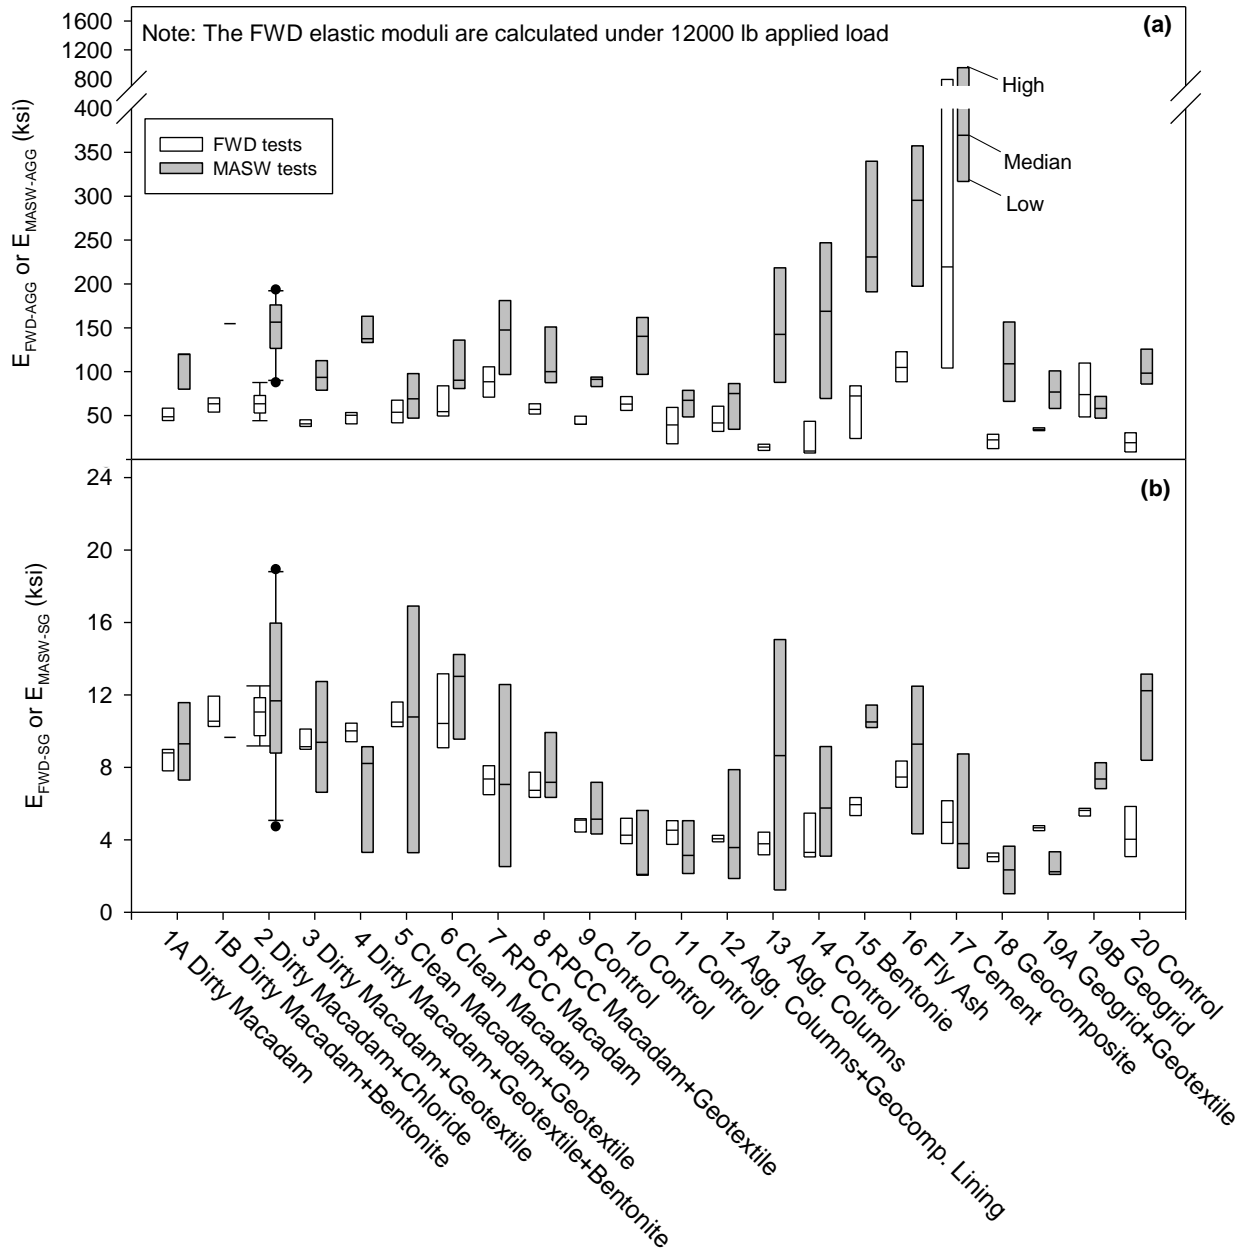 1600
1200
800
400
350
300
250
200
150
100
50
E_FWD-AGG or E_MASW-AGG (ksi)
Note: The FWD elastic moduli are calculated under 12000 lb applied load
(a)
FWD tests
MASW tests
High
Median
Low
24
20
16
12
8
4
0
E_FWD-SG or E_MASW-SG (ksi)
(b)
1A Dirty Macadam
1B Dirty Macadam+Bentonite
2 Dirty Macadam+Chloride
3 Dirty Macadam+Geotextile
4 Dirty Macadam+Geotextile+Bentonite
5 Clean Macadam+Geotextile
6 Clean Macadam
7 RPCC Macadam
8 RPCC Macadam+Geotextile
9 Control
10 Control
11 Control
12 Agg. Columns+Geocomp. Lining
13 Agg. Columns
14 Control
15 Bentonie
16 Fly Ash
17 Cement
18 Geocomposite
19A Geogrid+Geotextile
19B Geogrid
20 Control